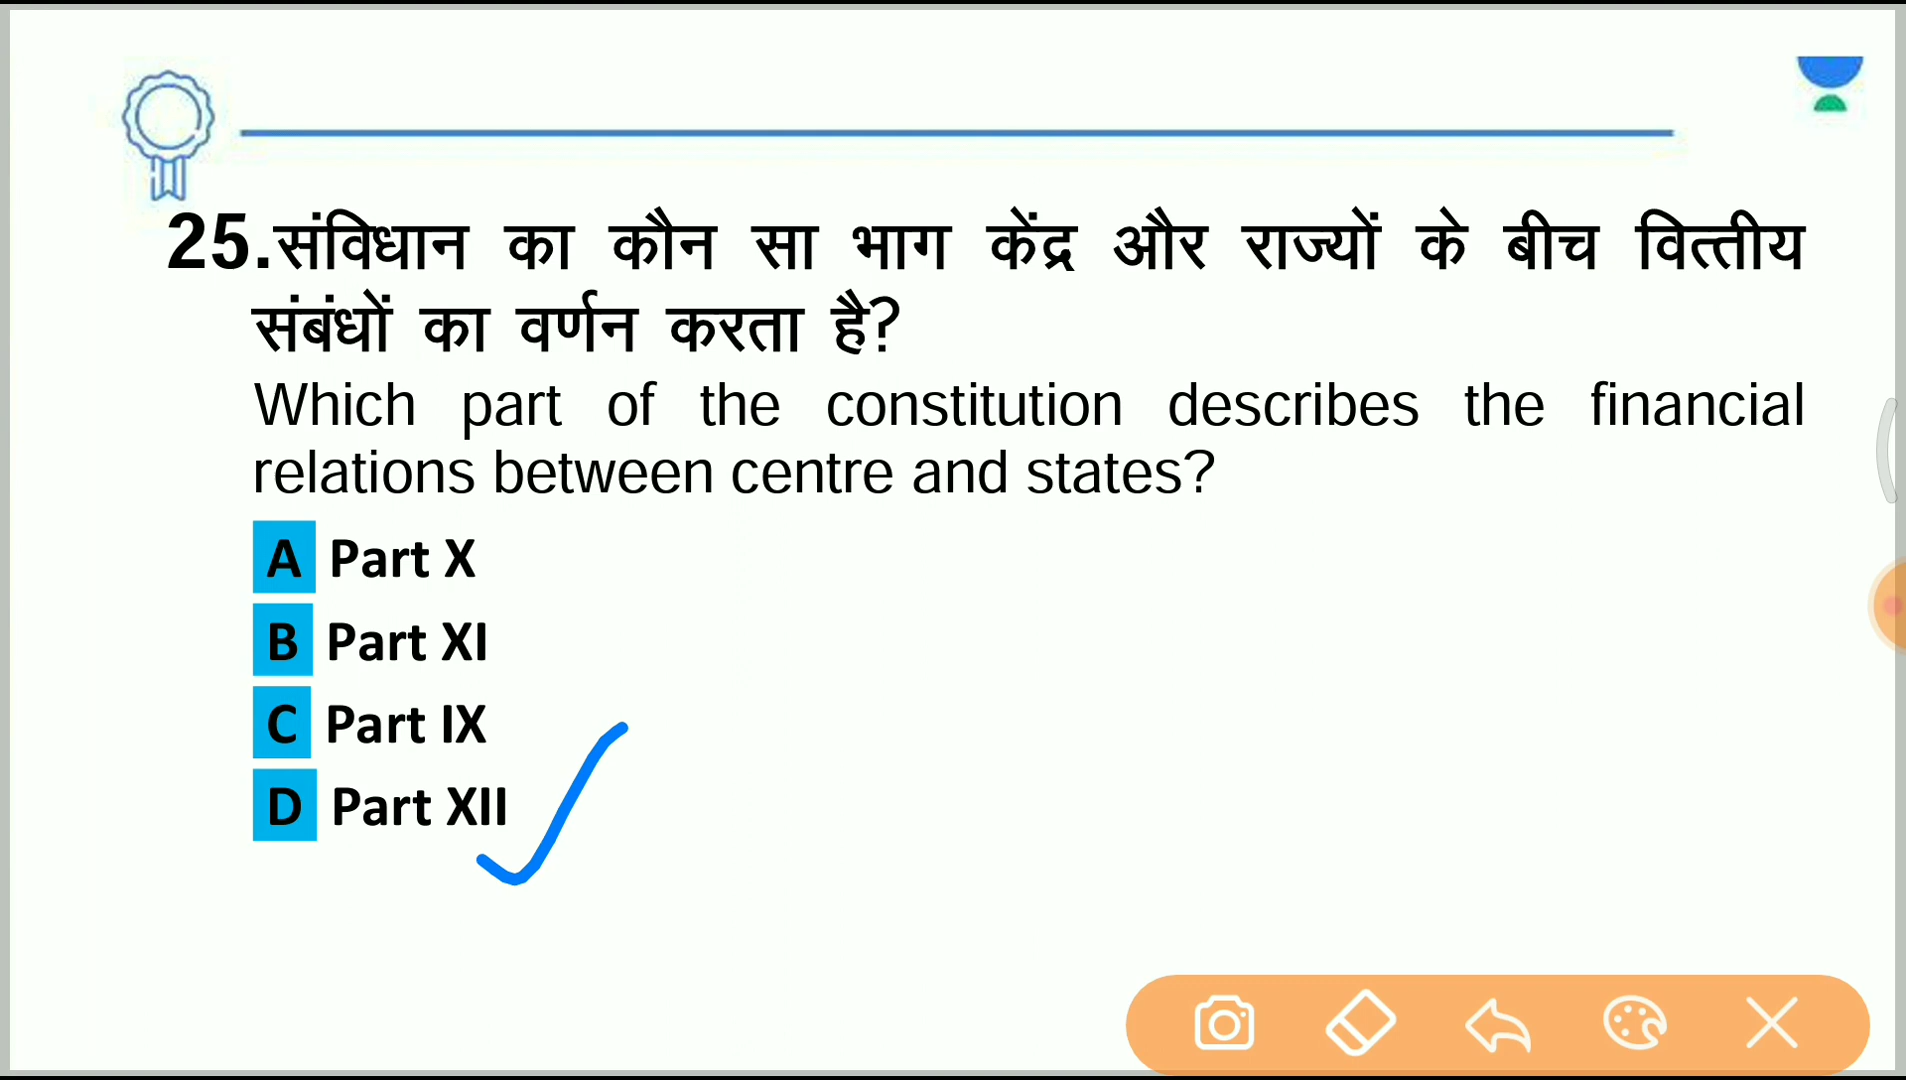 25.संविधान का कौन सा भाग केंद्र और राज्यों के बीच वित्तीय
संबंधों का वर्णन करता है?
Which part of the constitution describes the financial
relations between centre and states?
A Part X
B Part XI
C Part IX
D Part XII